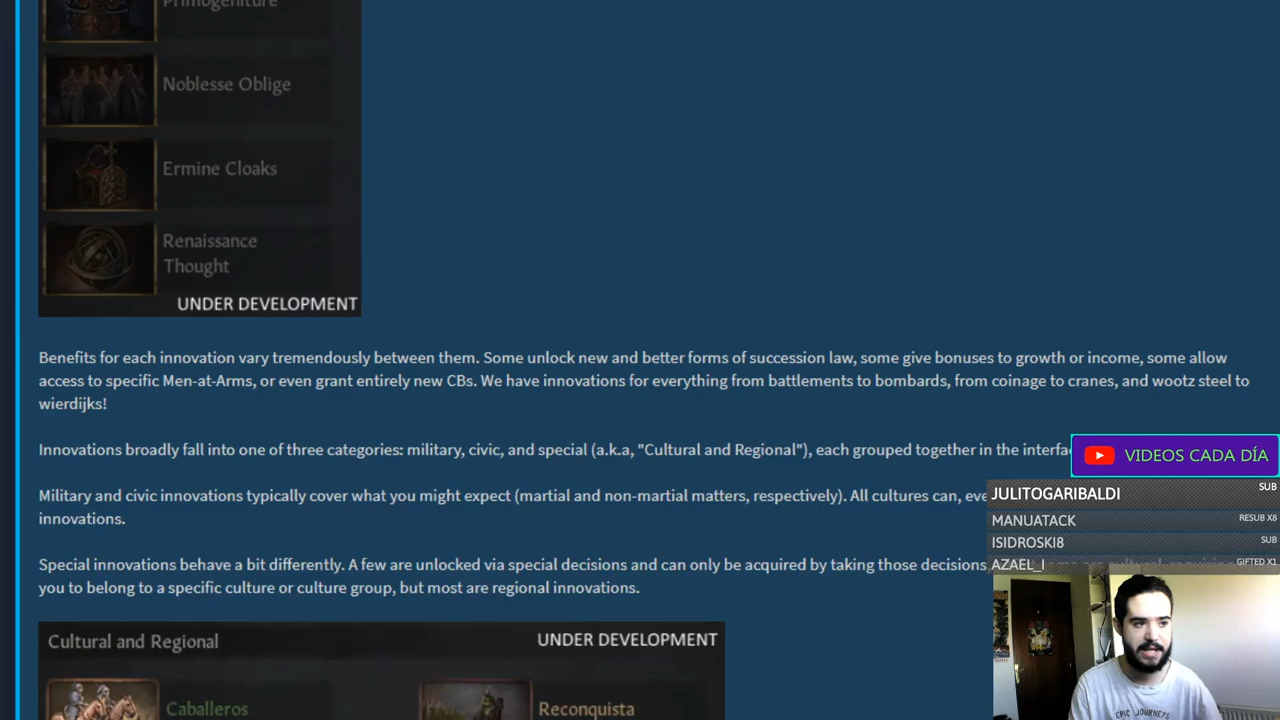 Primogeniture
Noblesse Oblige
Ermine Cloaks
Renaissance
Thought
UNDER DEVELOPMENT
Benefits for each innovation vary tremendously between them. Some unlock new and better forms of succession law, some give bonuses to growth or income, some allow
access to specific Men-at-Arms, or even grant entirely new CBs. We have innovations for everything from battlements to bombards, from coinage to cranes, and wootz steel to
wierdijks!
Innovations broadly fall into one of three categories: military, civic, and special (a.k.a, "Cultural and Regional"), each grouped together in the interfac
Military and civic innovations typically cover what you might expect (martial and non-martial matters, respectively). All cultures can, eve
innovations.
Special innovations behave a bit differently. A few are unlocked via special decisions and can only be acquired by taking those decisions,
you to belong to a specific culture or culture group, but most are regional innovations.
Cultural and Regional
UNDER DEVELOPMENT
Caballeros
Reconquista
VIDEOS CADA DÍA
JULITOGARIBALDI SUB
MANUATACK RESUB X8
ISIDROSKI8 SUB
AZAEL_I GIFTED X1
EPIC JOURNEYS